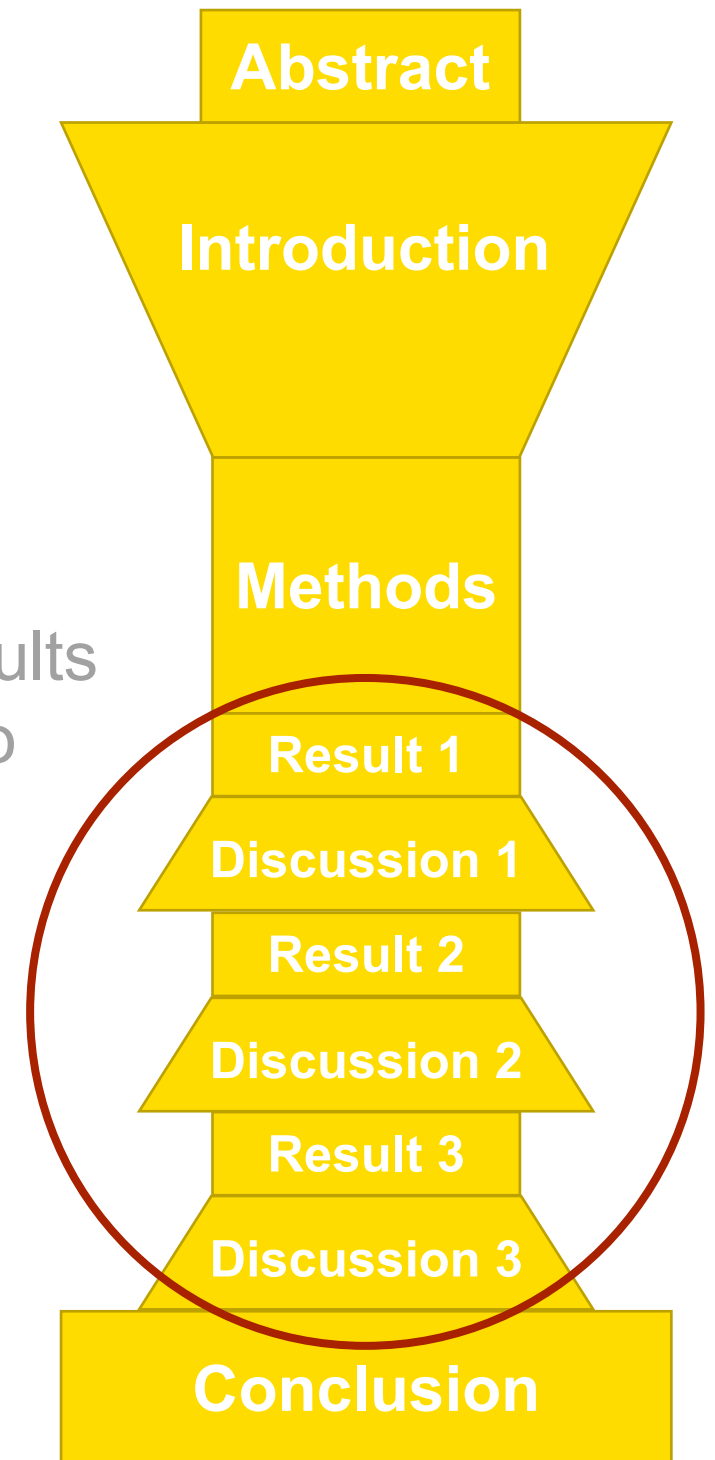 Abstract
Introduction
Methods
Result 1
Discussion 1
Result 2
Discussion 2
Result 3
Discussion 3
Conclusion